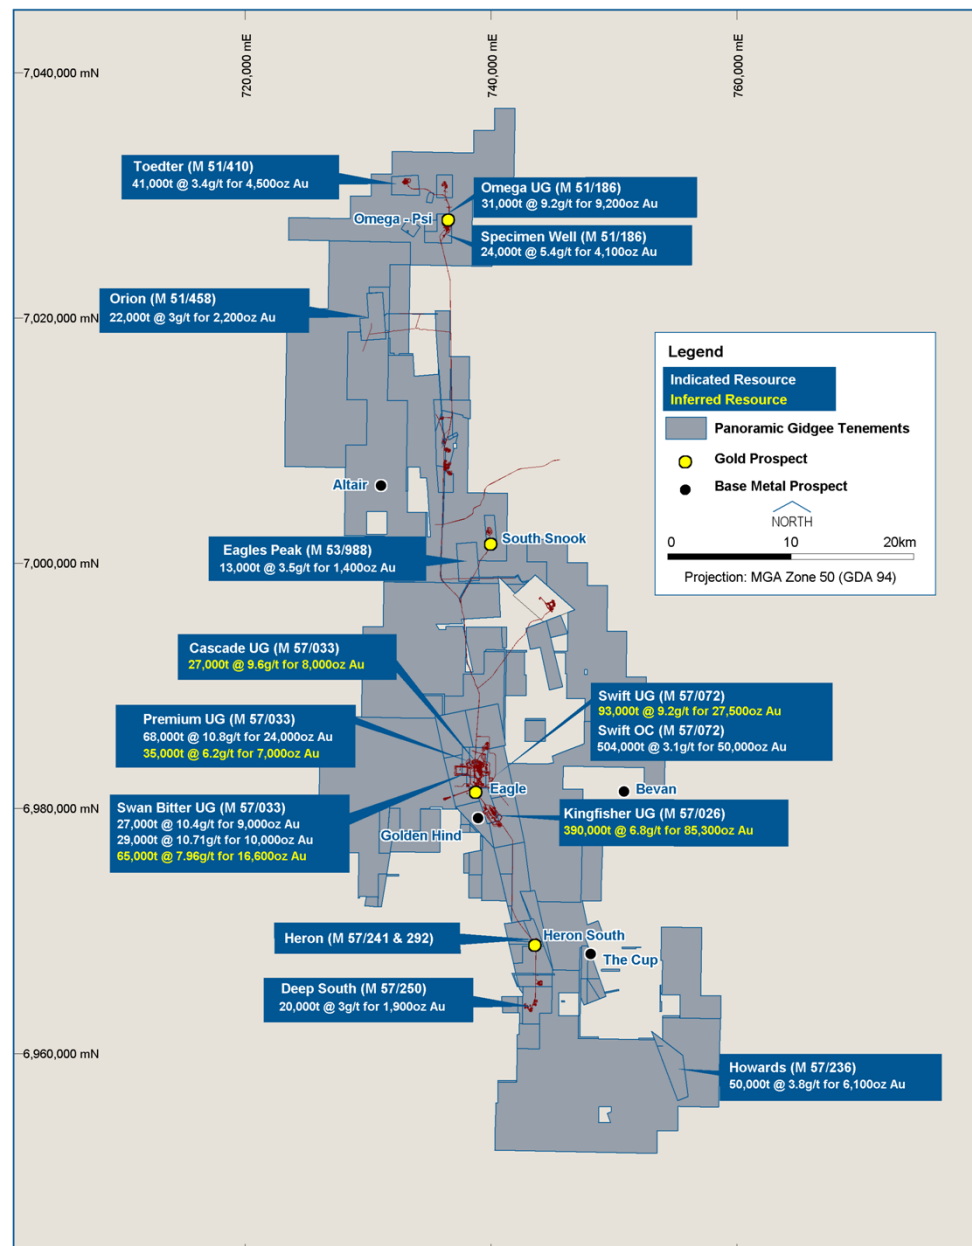 720,000 mE
740,000 mE
760,000 mE
7,040,000 mN
Toedter (M 51/410)
41,000t @ 3.4g/t for 4,500oz Au
Omega UG (M 51/186)
31,000t @ 9.2g/t for 9,200oz Au
Omega - Psi
Specimen Well (M 51/186)
24,000t @ 5.4g/t for 4,100oz Au
Orion (M 51/458)
22,000t @ 3g/t for 2,200oz Au
7,020,000 mN
Legend
Indicated Resource
Inferred Resource
Panoramic Gidgee Tenements
Gold Prospect
Base Metal Prospect
NORTH
0 10 20km
Projection: MGA Zone 50 (GDA 94)
Altair
South Snook
Eagles Peak (M 53/988)
13,000t @ 3.5g/t for 1,400oz Au
7,000,000 mN
Cascade UG (M 57/033)
27,000t @ 9.6g/t for 8,000oz Au
Swift UG (M 57/072)
93,000t @ 9.2g/t for 27,500oz Au
Swift OC (M 57/072)
504,000t @ 3.1g/t for 50,000oz Au
Premium UG (M 57/033)
68,000t @ 10.8g/t for 24,000oz Au
35,000t @ 6.2g/t for 7,000oz Au
Eagle
Bevan
6,980,000 mN
Swan Bitter UG (M 57/033)
27,000t @ 10.4g/t for 9,000oz Au
29,000t @ 10.71g/t for 10,000oz Au
65,000t @ 7.96g/t for 16,600oz Au
Golden Hind
Kingfisher UG (M 57/026)
390,000t @ 6.8g/t for 85,300oz Au
Heron (M 57/241 & 292)
Heron South
The Cup
Deep South (M 57/250)
20,000t @ 3g/t for 1,900oz Au
6,960,000 mN
Howards (M 57/236)
50,000t @ 3.8g/t for 6,100oz Au